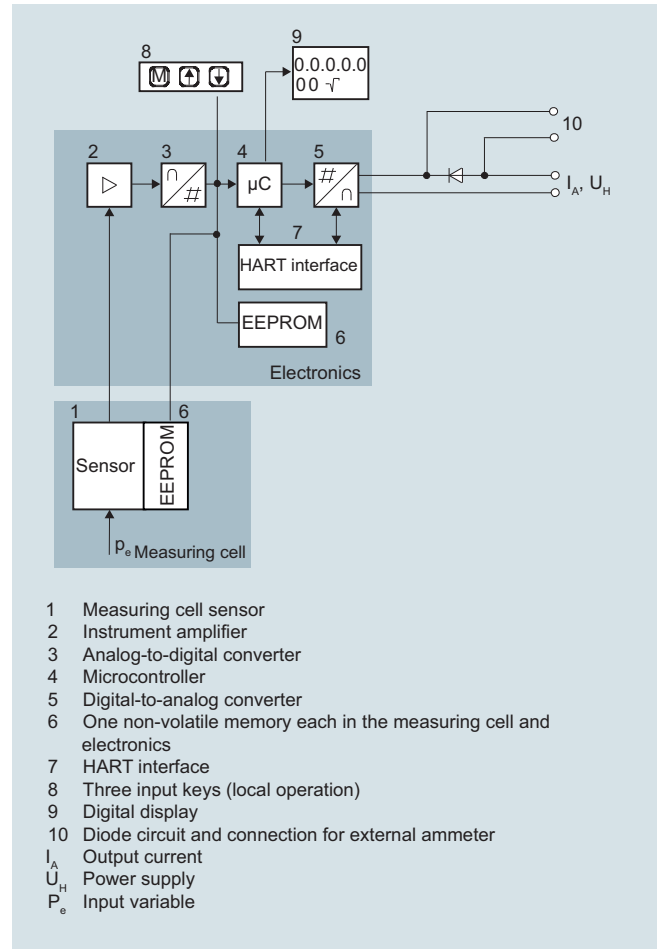 9
8
0.0.0.0.0
M 0 0 √
10
2 3 4 5
# μC #
I_A, U_H
7
HART interface
EEPROM
6
Electronics
1 6
Sensor
EEPROM
p_e Measuring cell
1 Measuring cell sensor
2 Instrument amplifier
3 Analog-to-digital converter
4 Microcontroller
5 Digital-to-analog converter
6 One non-volatile memory each in the measuring cell and
electronics
7 HART interface
8 Three input keys (local operation)
9 Digital display
10 Diode circuit and connection for external ammeter
I_A Output current
U_H Power supply
P_e Input variable